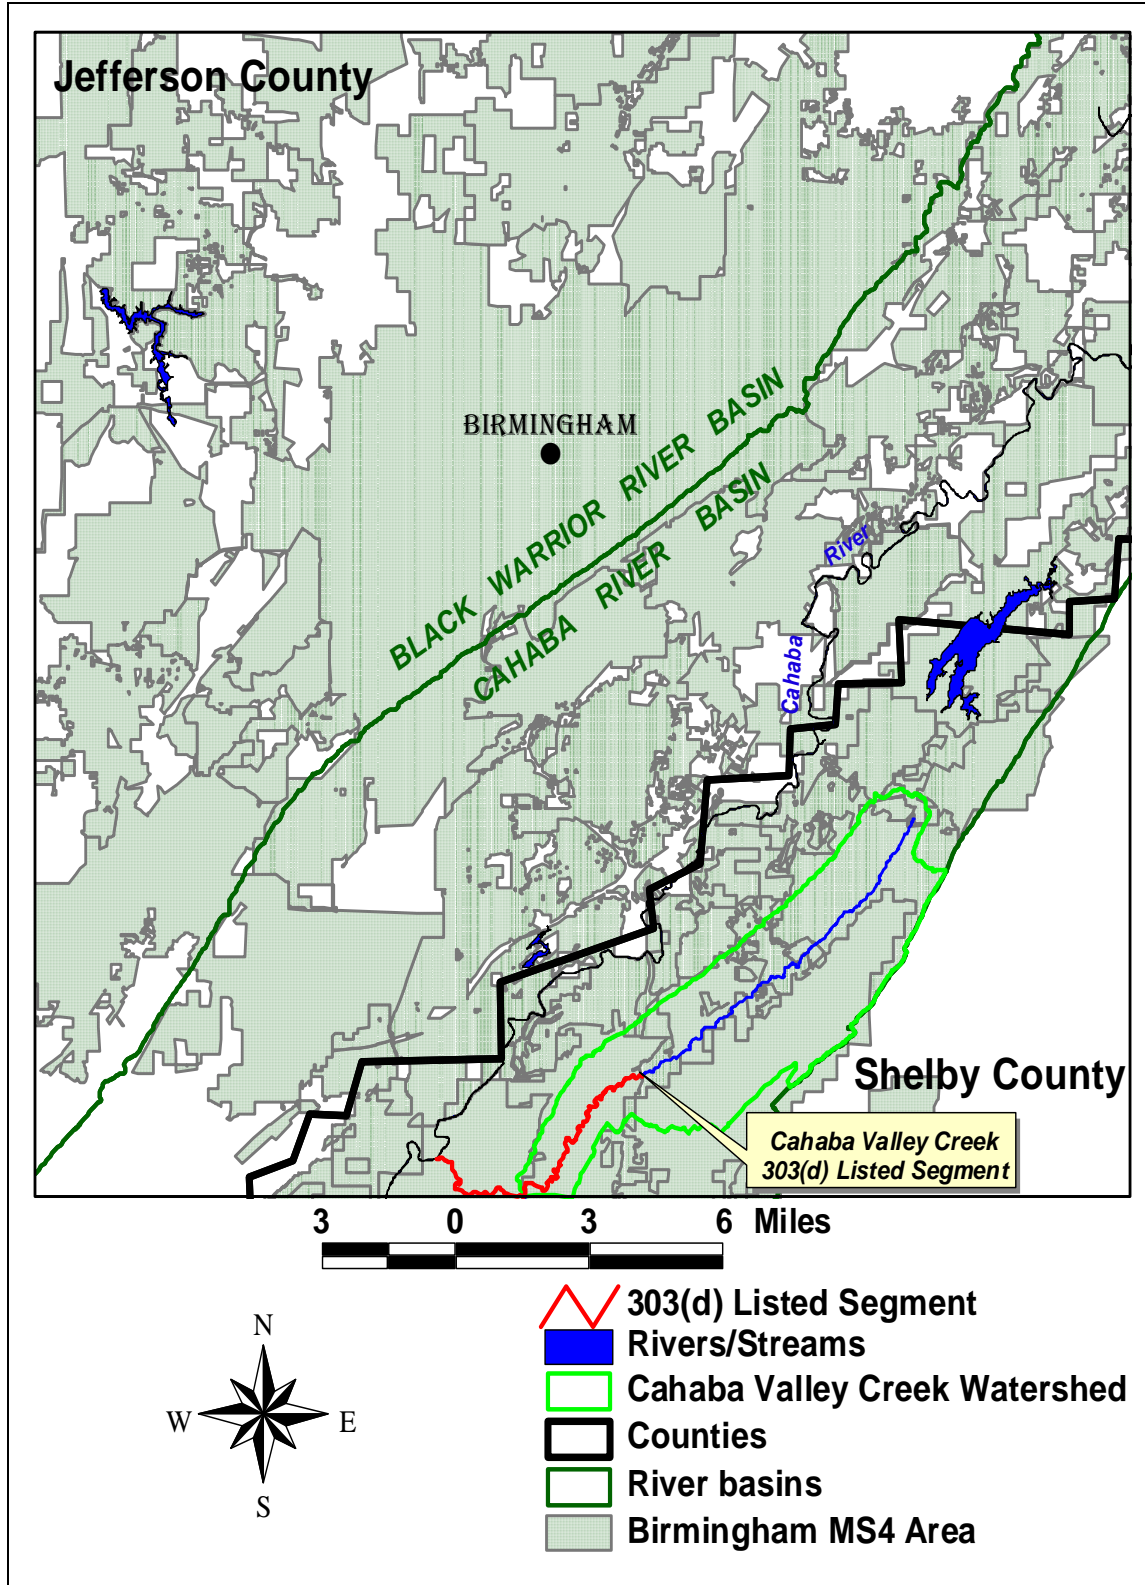 Jefferson County
BIRMINGHAM
BLACK WARRIOR RIVER BASIN
CAHABA RIVER BASIN
River
Cahaba
Shelby County
Cahaba Valley Creek
303(d) Listed Segment
3 0 3 6 Miles
303(d) Listed Segment
Rivers/Streams
Cahaba Valley Creek Watershed
Counties
River basins
Birmingham MS4 Area
N
W E
S